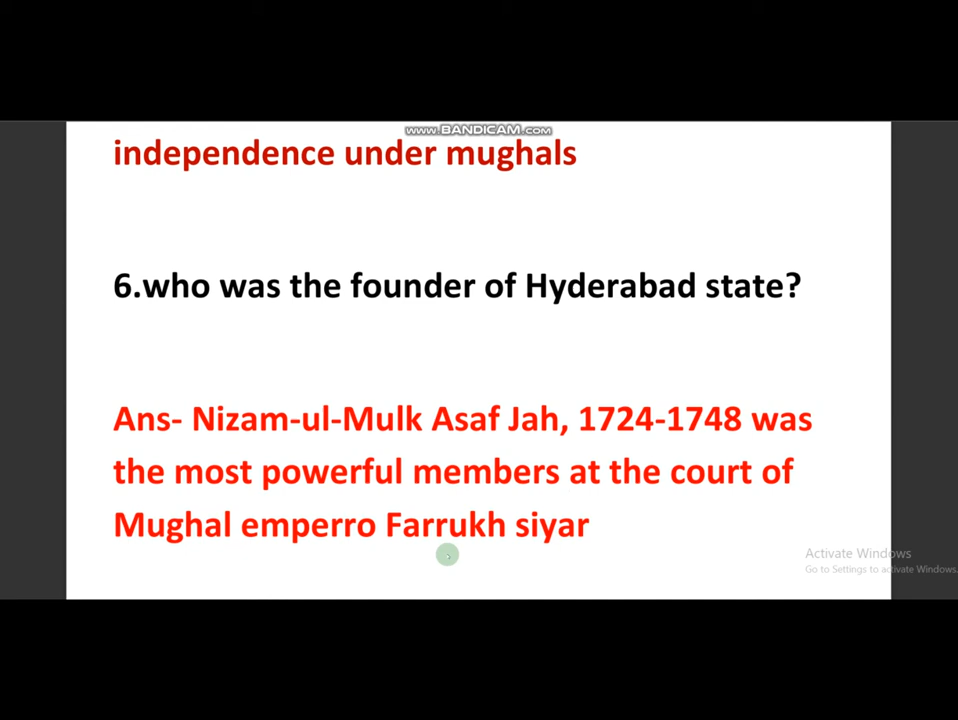 www.BANDICAM.com
independence under mughals
6.who was the founder of Hyderabad state?
Ans- Nizam-ul-Mulk Asaf Jah, 1724-1748 was
the most powerful members at the court of
Mughal emperro Farrukh siyar
Activate Windows
Go to Settings to activate Windows.